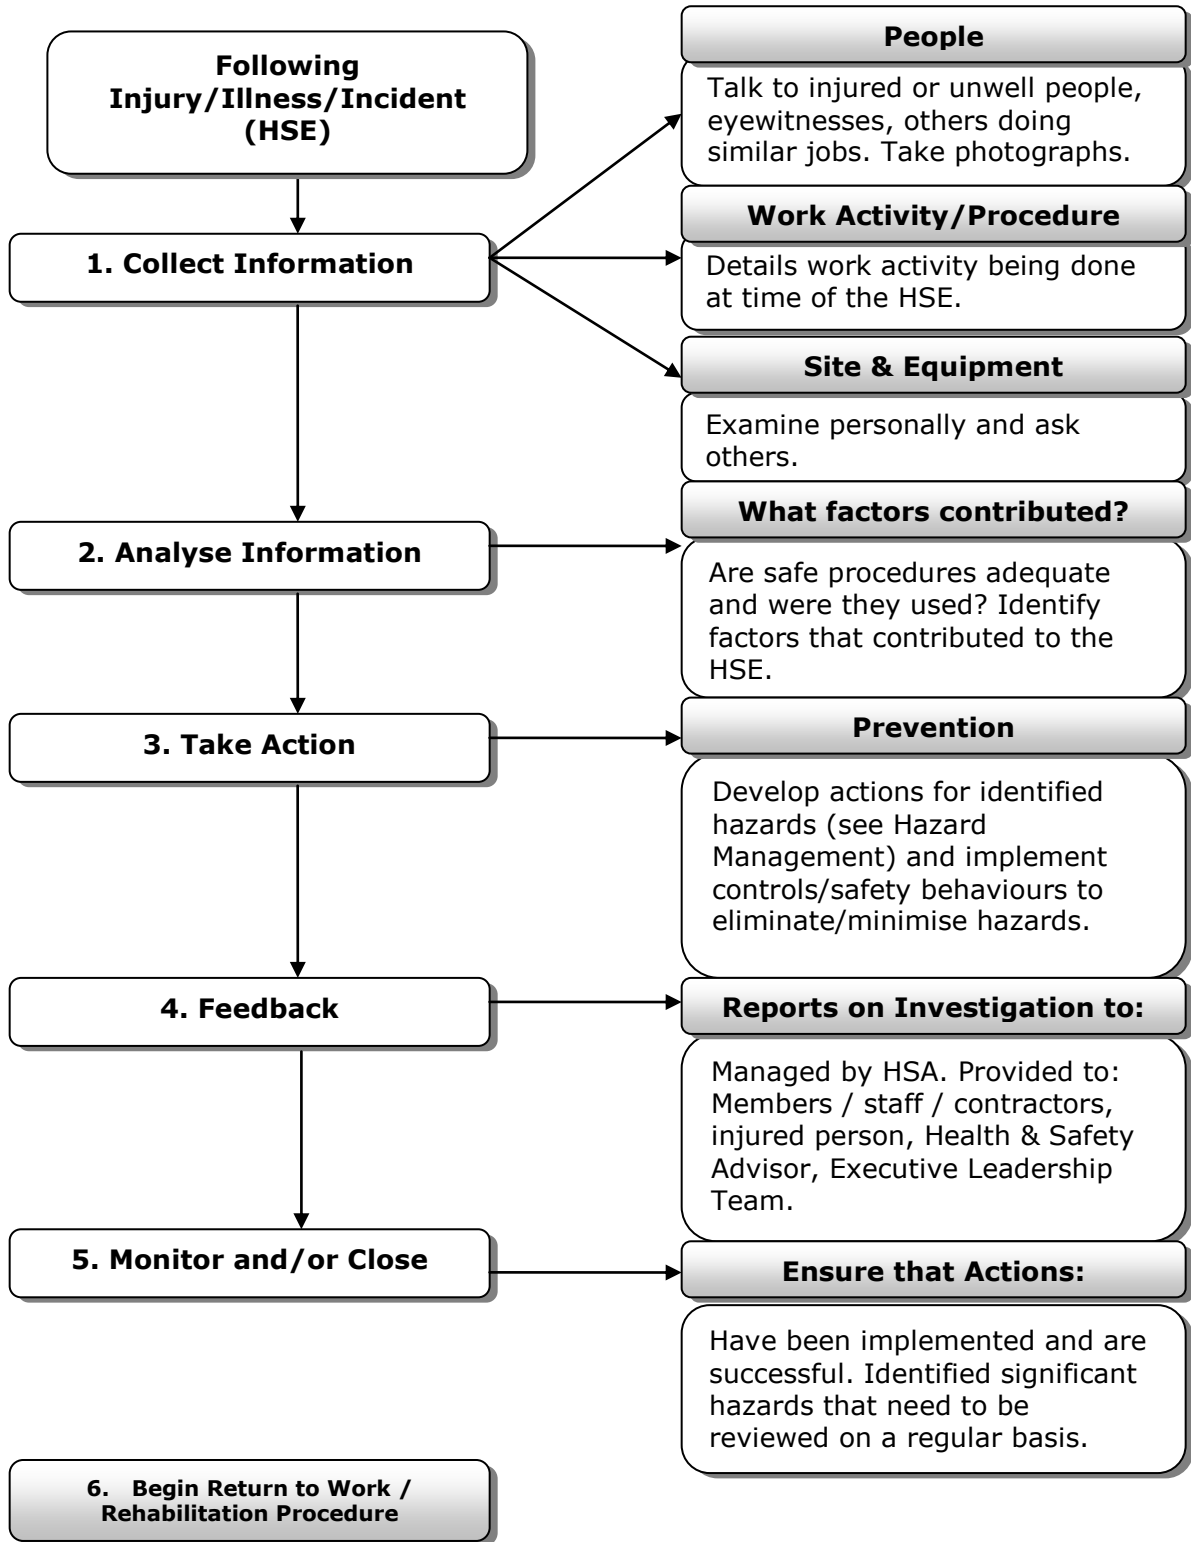 Following
Injury/Illness/Incident
(HSE)
People
Talk to injured or unwell people,
eyewitnesses, others doing
similar jobs. Take photographs.
1. Collect Information
Work Activity/Procedure
Details work activity being done
at time of the HSE.
Site & Equipment
Examine personally and ask
others.
2. Analyse Information
What factors contributed?
Are safe procedures adequate
and were they used? Identify
factors that contributed to the
HSE.
3. Take Action
Prevention
Develop actions for identified
hazards (see Hazard
Management) and implement
controls/safety behaviours to
eliminate/minimise hazards.
4. Feedback
Reports on Investigation to:
Managed by HSA. Provided to:
Members / staff / contractors,
injured person, Health & Safety
Advisor, Executive Leadership
Team.
5. Monitor and/or Close
Ensure that Actions:
Have been implemented and are
successful. Identified significant
hazards that need to be
reviewed on a regular basis.
6. Begin Return to Work /
Rehabilitation Procedure